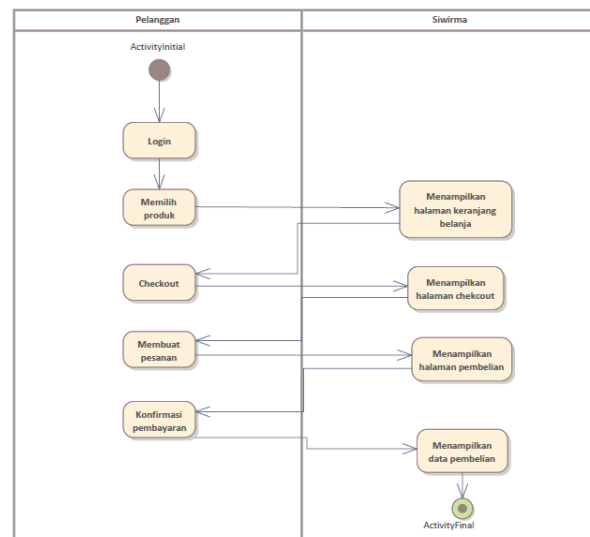 Pelanggan
Siwirma
ActivityInitial
Login
Memilih
produk
Menampilkan
halaman keranjang
belanja
Checkout
Menampilkan
halaman chekcout
Membuat
pesanan
Menampilkan
halaman pembelian
Konfirmasi
pembayaran
Menampilkan
data pembelian
ActivityFinal